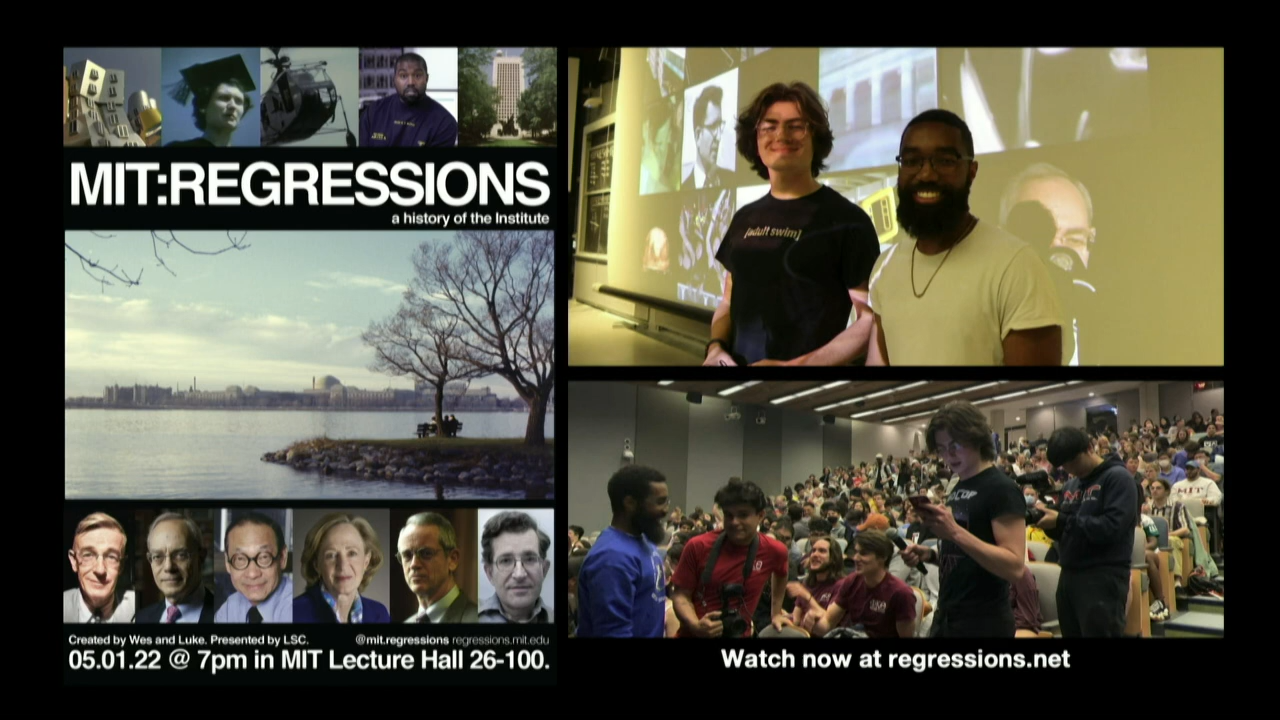 MIT:REGRESSIONS
a history of the Institute
Created by Wes and Luke. Presented by LSC.
@mit.regressions regressions.mit.edu
05.01.22 @ 7pm in MIT Lecture Hall 26-100.
[adult swim]
MIT
Watch now at regressions.net